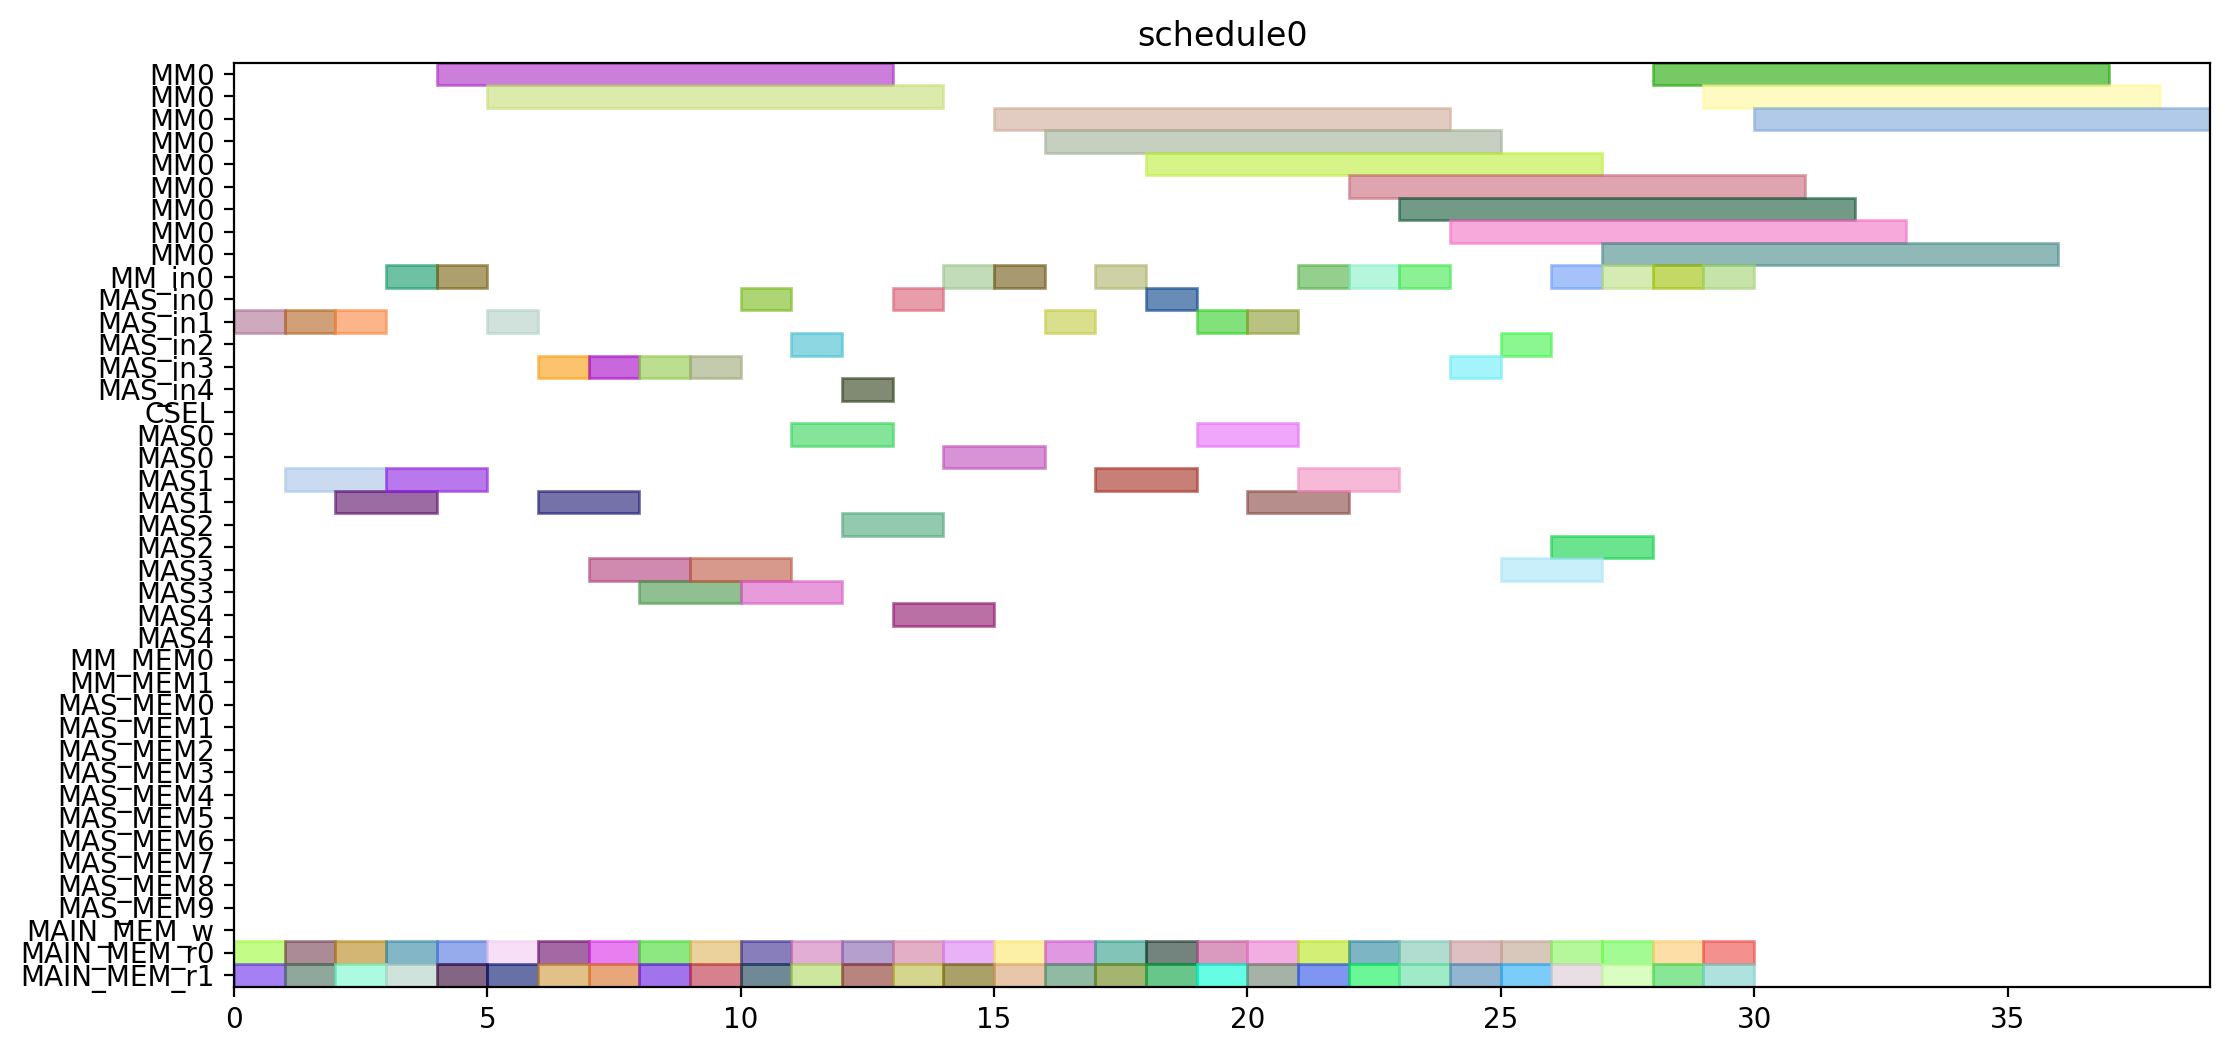 schedule0
MM0
MM0
MM0
MM0
MM0
MM0
MM0
MM0
MM0
MM_in0
MAS_in0
MAS_in1
MAS_in2
MAS_in3
MAS_in4
CSEL
MAS0
MAS0
MAS1
MAS1
MAS2
MAS2
MAS3
MAS3
MAS4
MAS4
MM_MEM0
MM_MEM1
MAS_MEM0
MAS_MEM1
MAS_MEM2
MAS_MEM3
MAS_MEM4
MAS_MEM5
MAS_MEM6
MAS_MEM7
MAS_MEM8
MAS_MEM9
MAIN_MEM_w
MAIN_MEM_r0
MAIN_MEM_r1
0 5 10 15 20 25 30 35